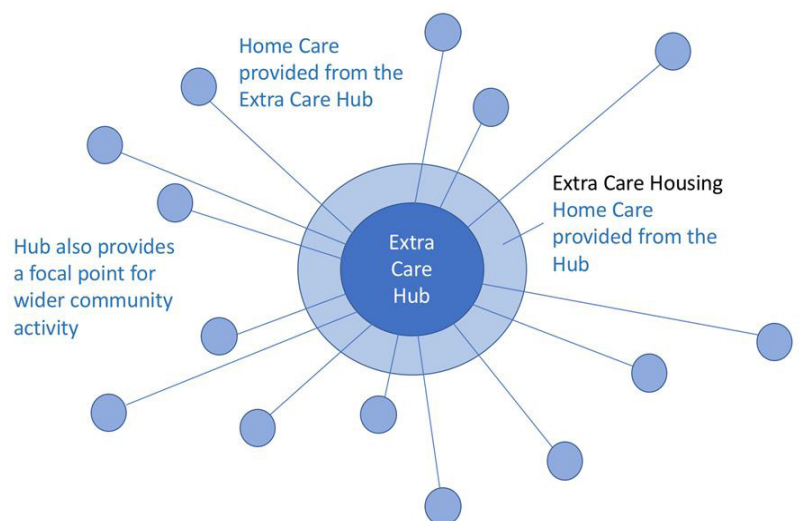 Home Care
provided from the
Extra Care Hub
Extra Care Housing
Home Care
provided from the
Hub
Extra
Care
Hub
Hub also provides
a focal point for
wider community
activity